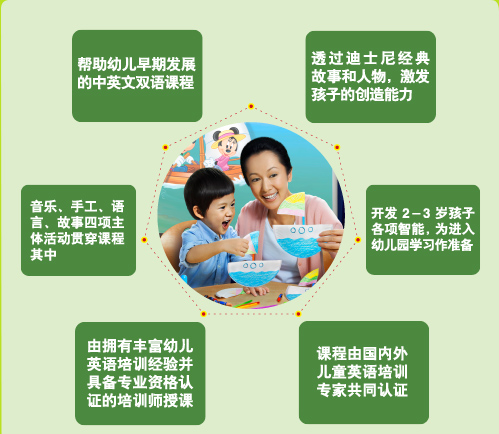 帮助幼儿早期发展
的中英文双语课程
透过迪士尼经典
故事和人物，激发
孩子的创造能力
音乐、手工、语
言、故事四项主
体活动贯穿课程
其中
开发 2－3 岁孩子
各项智能，为进入
幼儿园学习作准备
由拥有丰富幼儿
英语培训经验并
具备专业资格认
证的培训师授课
课程由国内外
儿童英语培训
专家共同认证